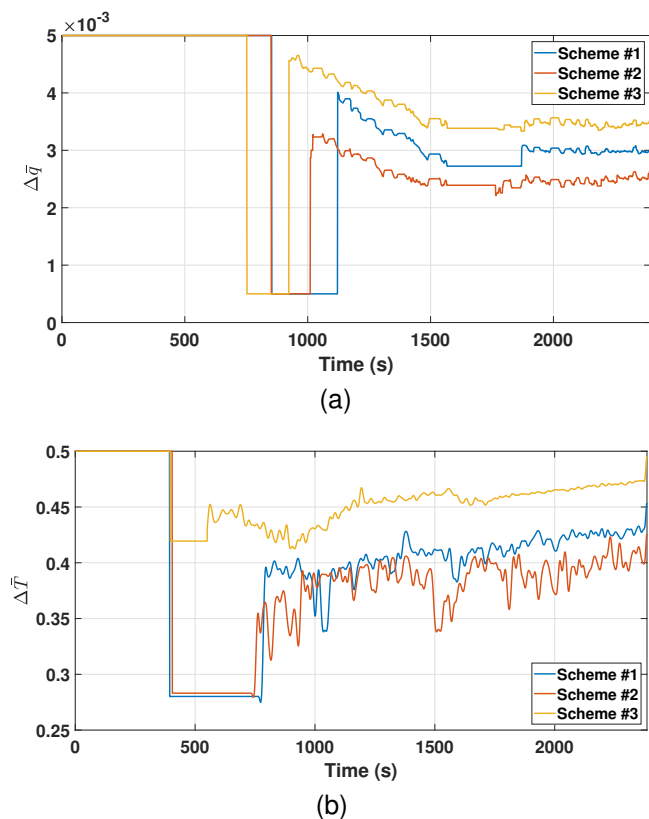 ×10⁻³
5
4
3
2
1
0
Δq̄
0 500 1000 1500 2000
Time (s)
Scheme #1
Scheme #2
Scheme #3
(a)
0.5
0.45
0.4
0.35
0.3
0.25
ΔT̄
0 500 1000 1500 2000
Time (s)
Scheme #1
Scheme #2
Scheme #3
(b)